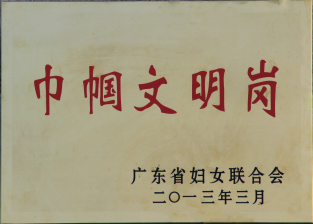 巾帼文明岗
广东省妇女联合会
二〇一三年三月